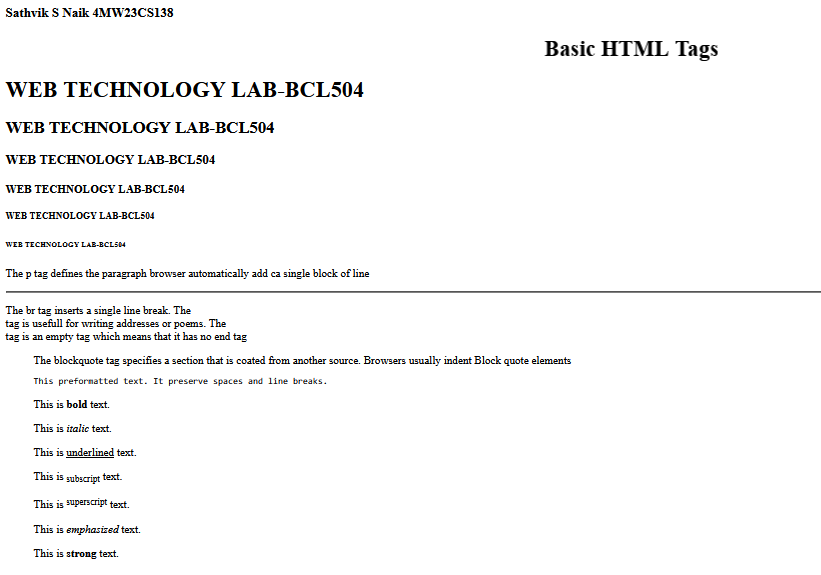 Sathvik S Naik 4MW23CS138
Basic HTML Tags
WEB TECHNOLOGY LAB-BCL504
WEB TECHNOLOGY LAB-BCL504
WEB TECHNOLOGY LAB-BCL504
WEB TECHNOLOGY LAB-BCL504
WEB TECHNOLOGY LAB-BCL504
WEB TECHNOLOGY LAB-BCL504
The p tag defines the paragraph browser automatically add ca single block of line
The br tag inserts a single line break. The
tag is usefull for writing addresses or poems. The
tag is an empty tag which means that it has no end tag
The blockquote tag specifies a section that is coated from another source. Browsers usually indent Block quote elements
This preformatted text. It preserve spaces and line breaks.
This is bold text.
This is italic text.
This is underlined text.
This is subscript text.
This is superscript text.
This is emphasized text.
This is strong text.